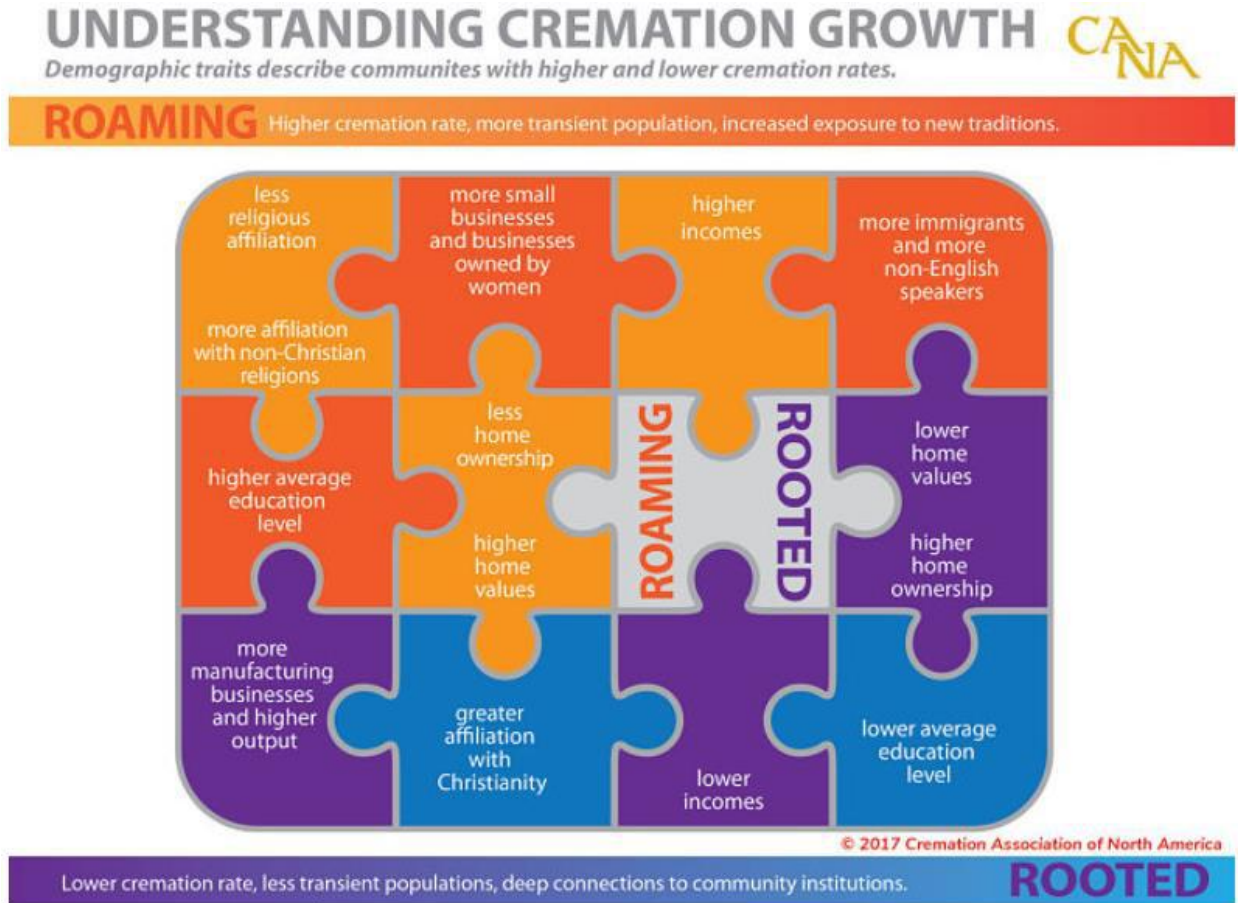 UNDERSTANDING CREMATION GROWTH
CANA
Demographic traits describe communites with higher and lower cremation rates.
ROAMING Higher cremation rate, more transient population, increased exposure to new traditions.
less
religious
affiliation
more affiliation
with non-Christian
religions
more small
businesses
and businesses
owned by
women
higher
incomes
more immigrants
and more
non-English
speakers
higher average
education
level
less
home
ownership
higher
home
values
ROAMING
ROOTED
lower
home
values
higher
home
ownership
more
manufacturing
businesses
and higher
output
greater
affiliation
with
Christianity
lower
incomes
lower average
education
level
© 2017 Cremation Association of North America
Lower cremation rate, less transient populations, deep connections to community institutions. ROOTED